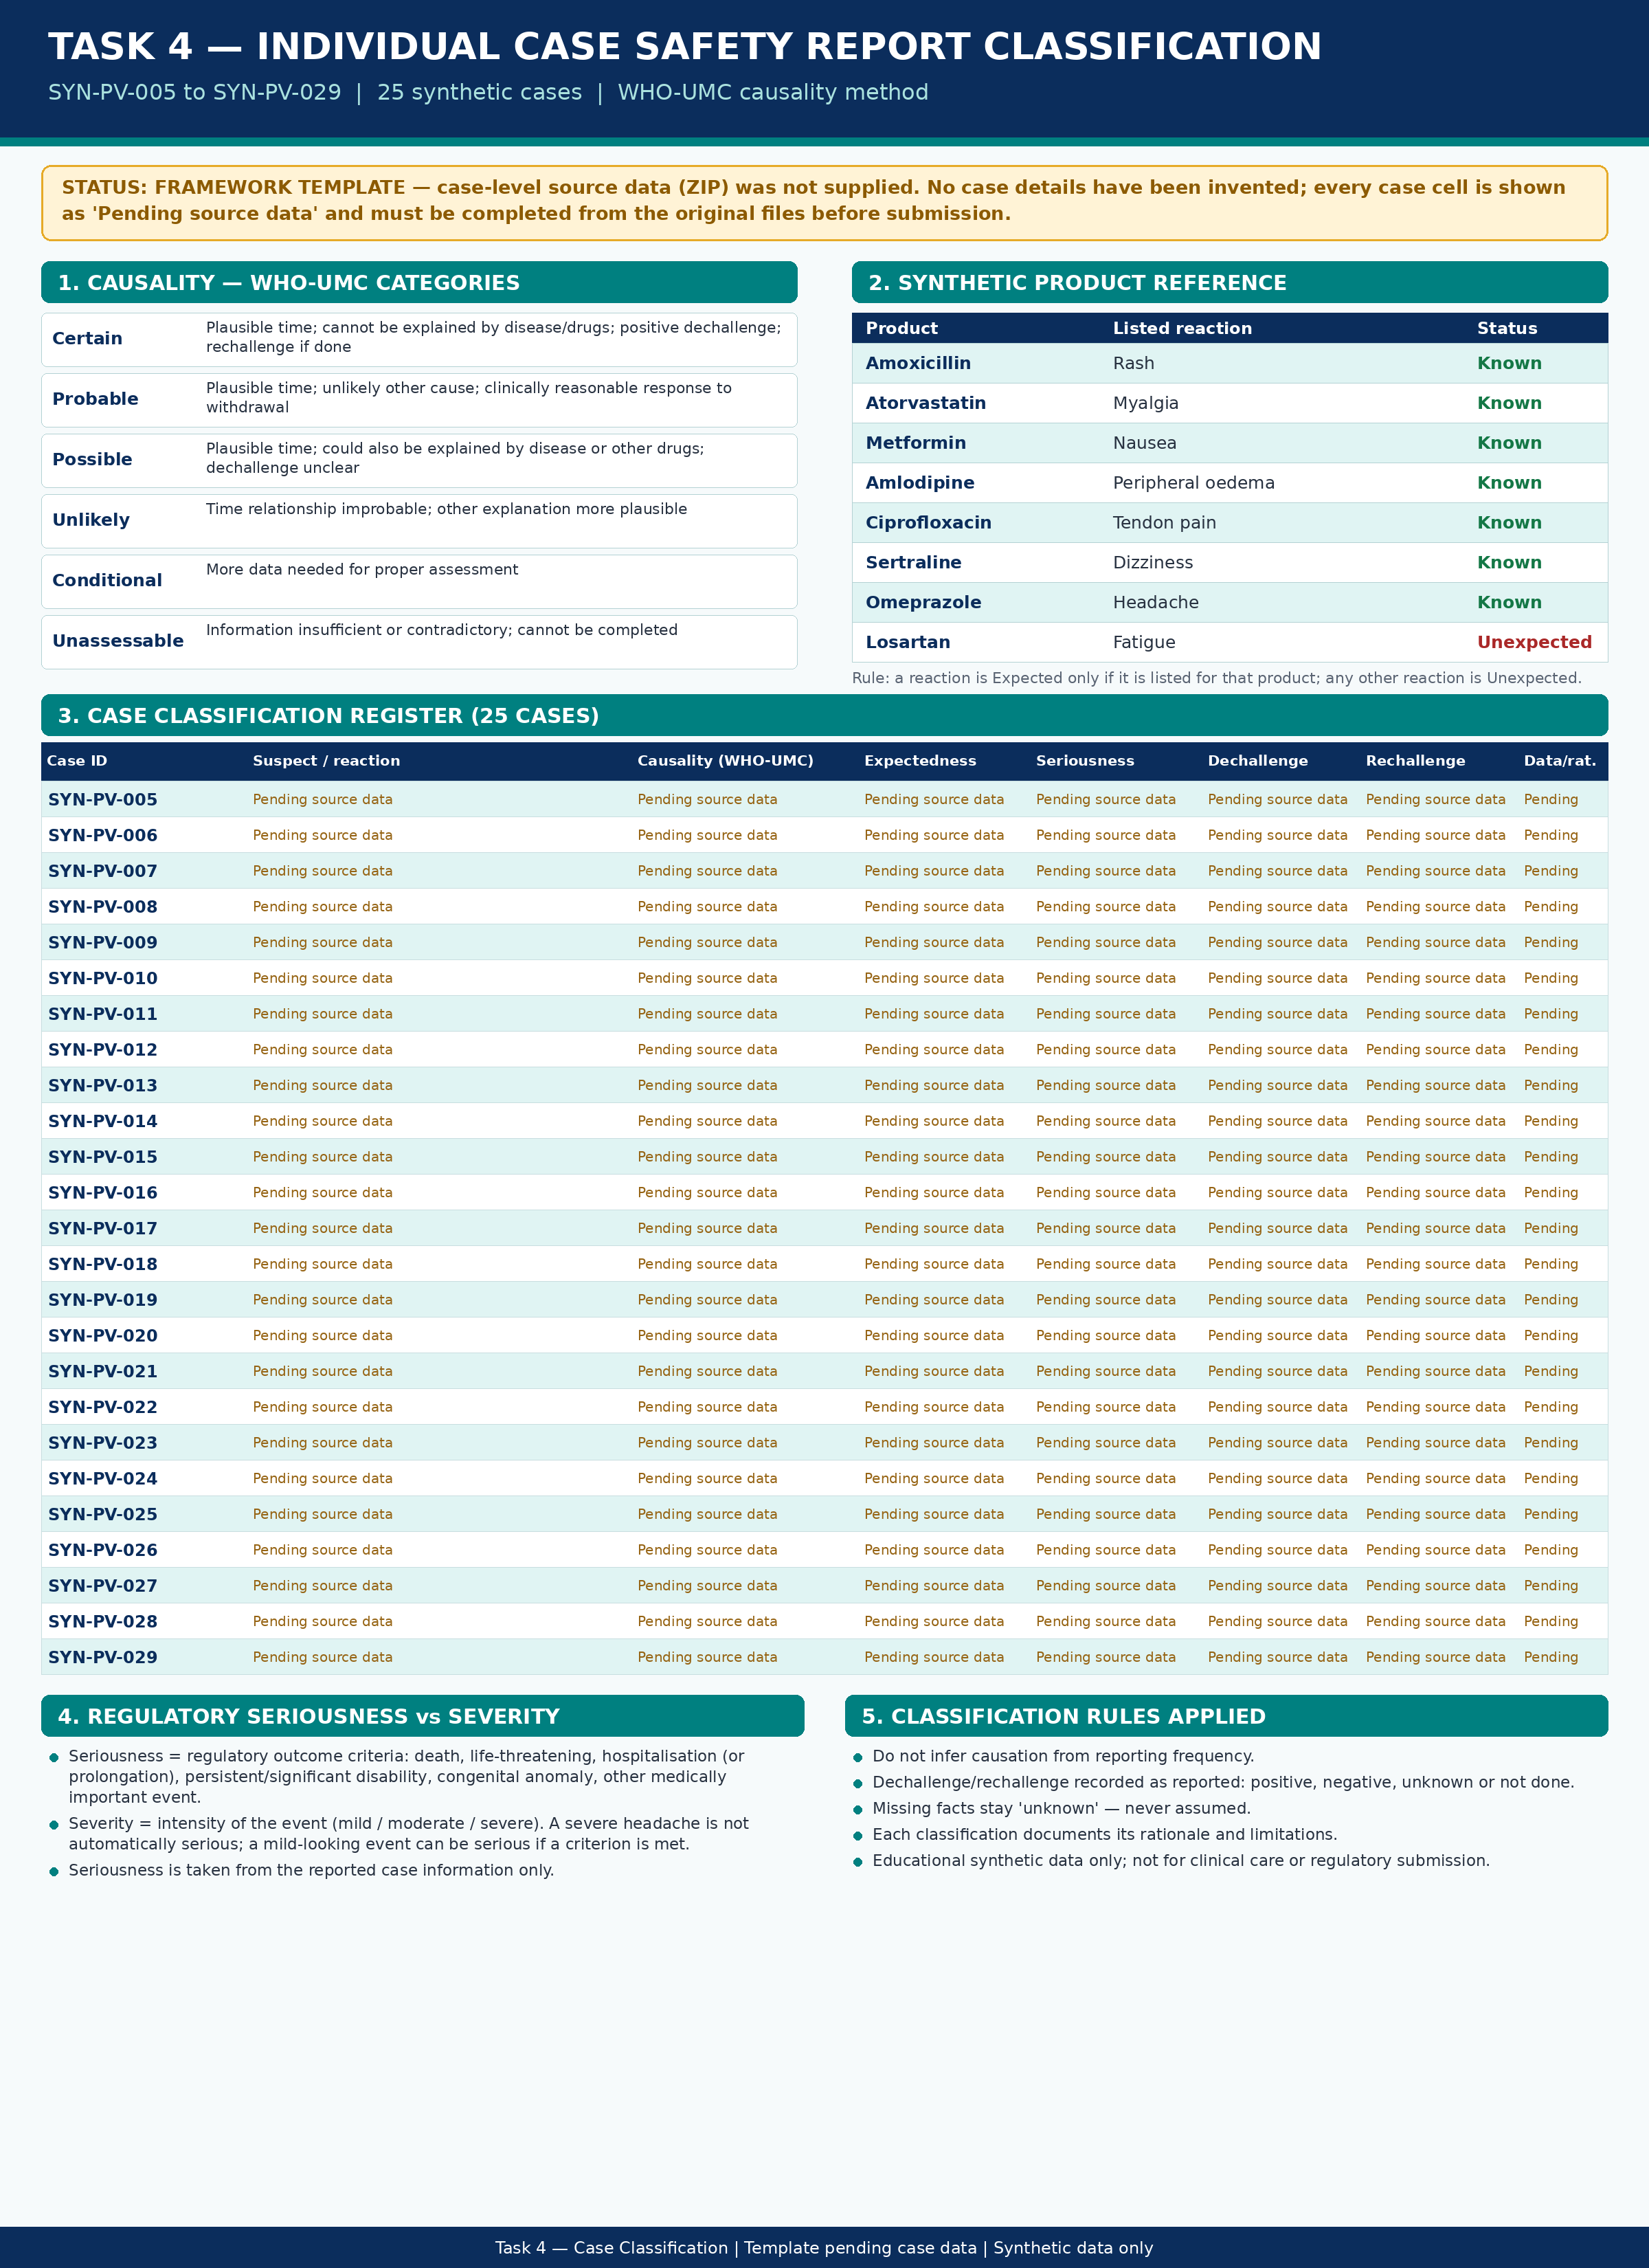 TASK 4 — INDIVIDUAL CASE SAFETY REPORT CLASSIFICATION
SYN-PV-005 to SYN-PV-029 | 25 synthetic cases | WHO-UMC causality method
STATUS: FRAMEWORK TEMPLATE — case-level source data (ZIP) was not supplied. No case details have been invented; every case cell is shown
as 'Pending source data' and must be completed from the original files before submission.
1. CAUSALITY — WHO-UMC CATEGORIES
Certain
Plausible time; cannot be explained by disease/drugs; positive dechallenge;
rechallenge if done
Probable
Plausible time; unlikely other cause; clinically reasonable response to
withdrawal
Possible
Plausible time; could also be explained by disease or other drugs;
dechallenge unclear
Unlikely
Time relationship improbable; other explanation more plausible
Conditional
More data needed for proper assessment
Unassessable
Information insufficient or contradictory; cannot be completed
2. SYNTHETIC PRODUCT REFERENCE
Product Listed reaction Status
Amoxicillin Rash Known
Atorvastatin Myalgia Known
Metformin Nausea Known
Amlodipine Peripheral oedema Known
Ciprofloxacin Tendon pain Known
Sertraline Dizziness Known
Omeprazole Headache Known
Losartan Fatigue Unexpected
Rule: a reaction is Expected only if it is listed for that product; any other reaction is Unexpected.
3. CASE CLASSIFICATION REGISTER (25 CASES)
Case ID Suspect / reaction Causality (WHO-UMC) Expectedness Seriousness Dechallenge Rechallenge Data/rat.
SYN-PV-005 Pending source data Pending source data Pending source data Pending source data Pending source data Pending source data Pending
SYN-PV-006 Pending source data Pending source data Pending source data Pending source data Pending source data Pending source data Pending
SYN-PV-007 Pending source data Pending source data Pending source data Pending source data Pending source data Pending source data Pending
SYN-PV-008 Pending source data Pending source data Pending source data Pending source data Pending source data Pending source data Pending
SYN-PV-009 Pending source data Pending source data Pending source data Pending source data Pending source data Pending source data Pending
SYN-PV-010 Pending source data Pending source data Pending source data Pending source data Pending source data Pending source data Pending
SYN-PV-011 Pending source data Pending source data Pending source data Pending source data Pending source data Pending source data Pending
SYN-PV-012 Pending source data Pending source data Pending source data Pending source data Pending source data Pending source data Pending
SYN-PV-013 Pending source data Pending source data Pending source data Pending source data Pending source data Pending source data Pending
SYN-PV-014 Pending source data Pending source data Pending source data Pending source data Pending source data Pending source data Pending
SYN-PV-015 Pending source data Pending source data Pending source data Pending source data Pending source data Pending source data Pending
SYN-PV-016 Pending source data Pending source data Pending source data Pending source data Pending source data Pending source data Pending
SYN-PV-017 Pending source data Pending source data Pending source data Pending source data Pending source data Pending source data Pending
SYN-PV-018 Pending source data Pending source data Pending source data Pending source data Pending source data Pending source data Pending
SYN-PV-019 Pending source data Pending source data Pending source data Pending source data Pending source data Pending source data Pending
SYN-PV-020 Pending source data Pending source data Pending source data Pending source data Pending source data Pending source data Pending
SYN-PV-021 Pending source data Pending source data Pending source data Pending source data Pending source data Pending source data Pending
SYN-PV-022 Pending source data Pending source data Pending source data Pending source data Pending source data Pending source data Pending
SYN-PV-023 Pending source data Pending source data Pending source data Pending source data Pending source data Pending source data Pending
SYN-PV-024 Pending source data Pending source data Pending source data Pending source data Pending source data Pending source data Pending
SYN-PV-025 Pending source data Pending source data Pending source data Pending source data Pending source data Pending source data Pending
SYN-PV-026 Pending source data Pending source data Pending source data Pending source data Pending source data Pending source data Pending
SYN-PV-027 Pending source data Pending source data Pending source data Pending source data Pending source data Pending source data Pending
SYN-PV-028 Pending source data Pending source data Pending source data Pending source data Pending source data Pending source data Pending
SYN-PV-029 Pending source data Pending source data Pending source data Pending source data Pending source data Pending source data Pending
4. REGULATORY SERIOUSNESS vs SEVERITY
● Seriousness = regulatory outcome criteria: death, life-threatening, hospitalisation (or
prolongation), persistent/significant disability, congenital anomaly, other medically
important event.
● Severity = intensity of the event (mild / moderate / severe). A severe headache is not
automatically serious; a mild-looking event can be serious if a criterion is met.
● Seriousness is taken from the reported case information only.
5. CLASSIFICATION RULES APPLIED
● Do not infer causation from reporting frequency.
● Dechallenge/rechallenge recorded as reported: positive, negative, unknown or not done.
● Missing facts stay 'unknown' — never assumed.
● Each classification documents its rationale and limitations.
● Educational synthetic data only; not for clinical care or regulatory submission.
Task 4 — Case Classification | Template pending case data | Synthetic data only